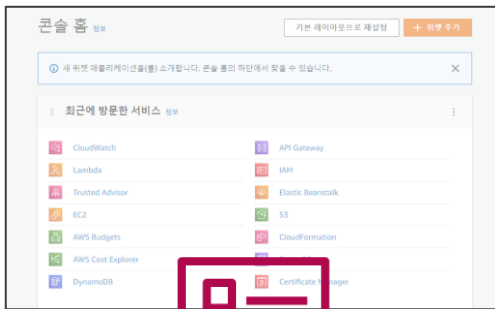 콘솔 홈 정보
기본 레이아웃으로 재설정
+ 위젯 추가
새 위젯 애플리케이션을(를) 소개합니다. 콘솔 홈의 하단에서 찾을 수 있습니다.
최근에 방문한 서비스 정보
CloudWatch
Lambda
Trusted Advisor
EC2
AWS Budgets
AWS Cost Explorer
DynamoDB
API Gateway
IAM
Elastic Beanstalk
S3
CloudFormation
Certificate Manager